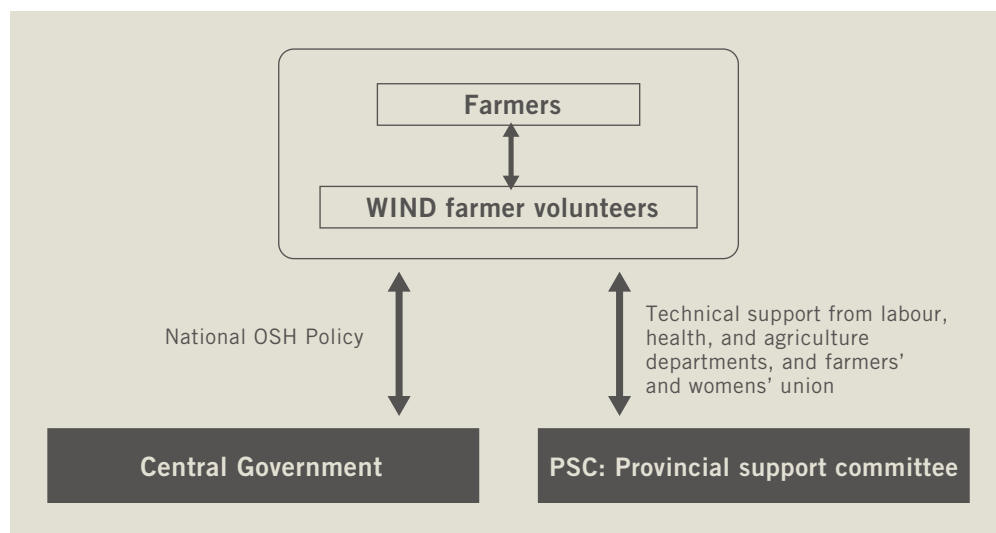 Farmers
WIND farmer volunteers
National OSH Policy
Technical support from labour,
health, and agriculture
departments, and farmers’
and womens’ union
Central Government
PSC: Provincial support committee